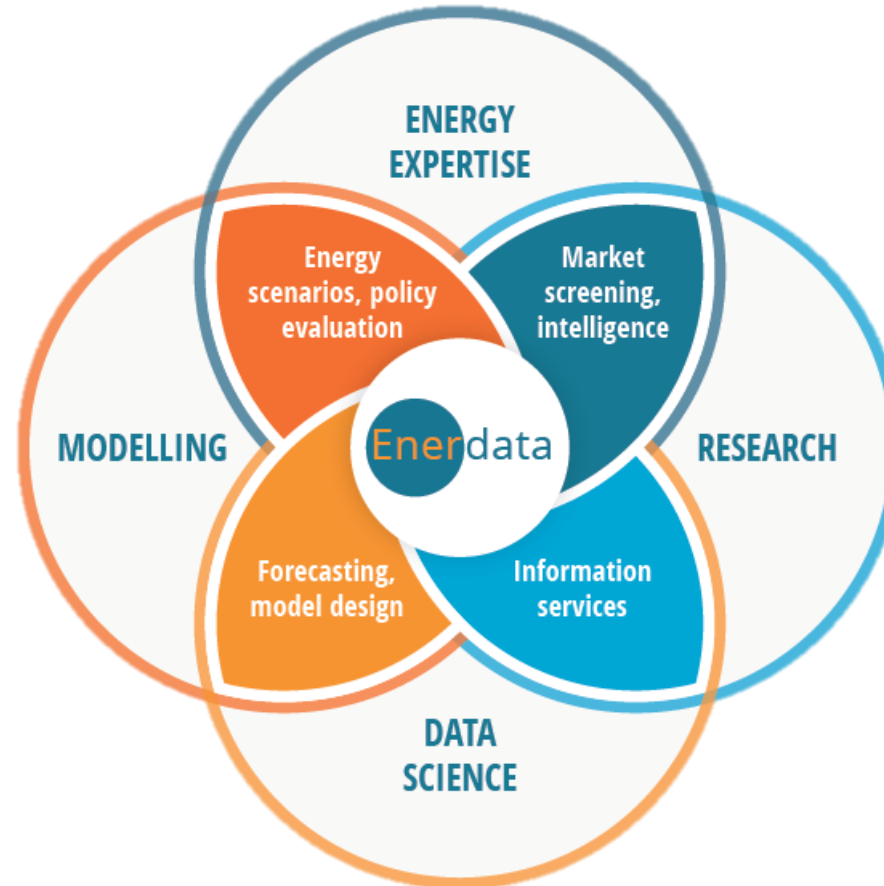 ENERGY
EXPERTISE
Energy
scenarios, policy
evaluation
Market
screening,
intelligence
MODELLING
Enerdata
RESEARCH
Forecasting,
model design
Information
services
DATA
SCIENCE